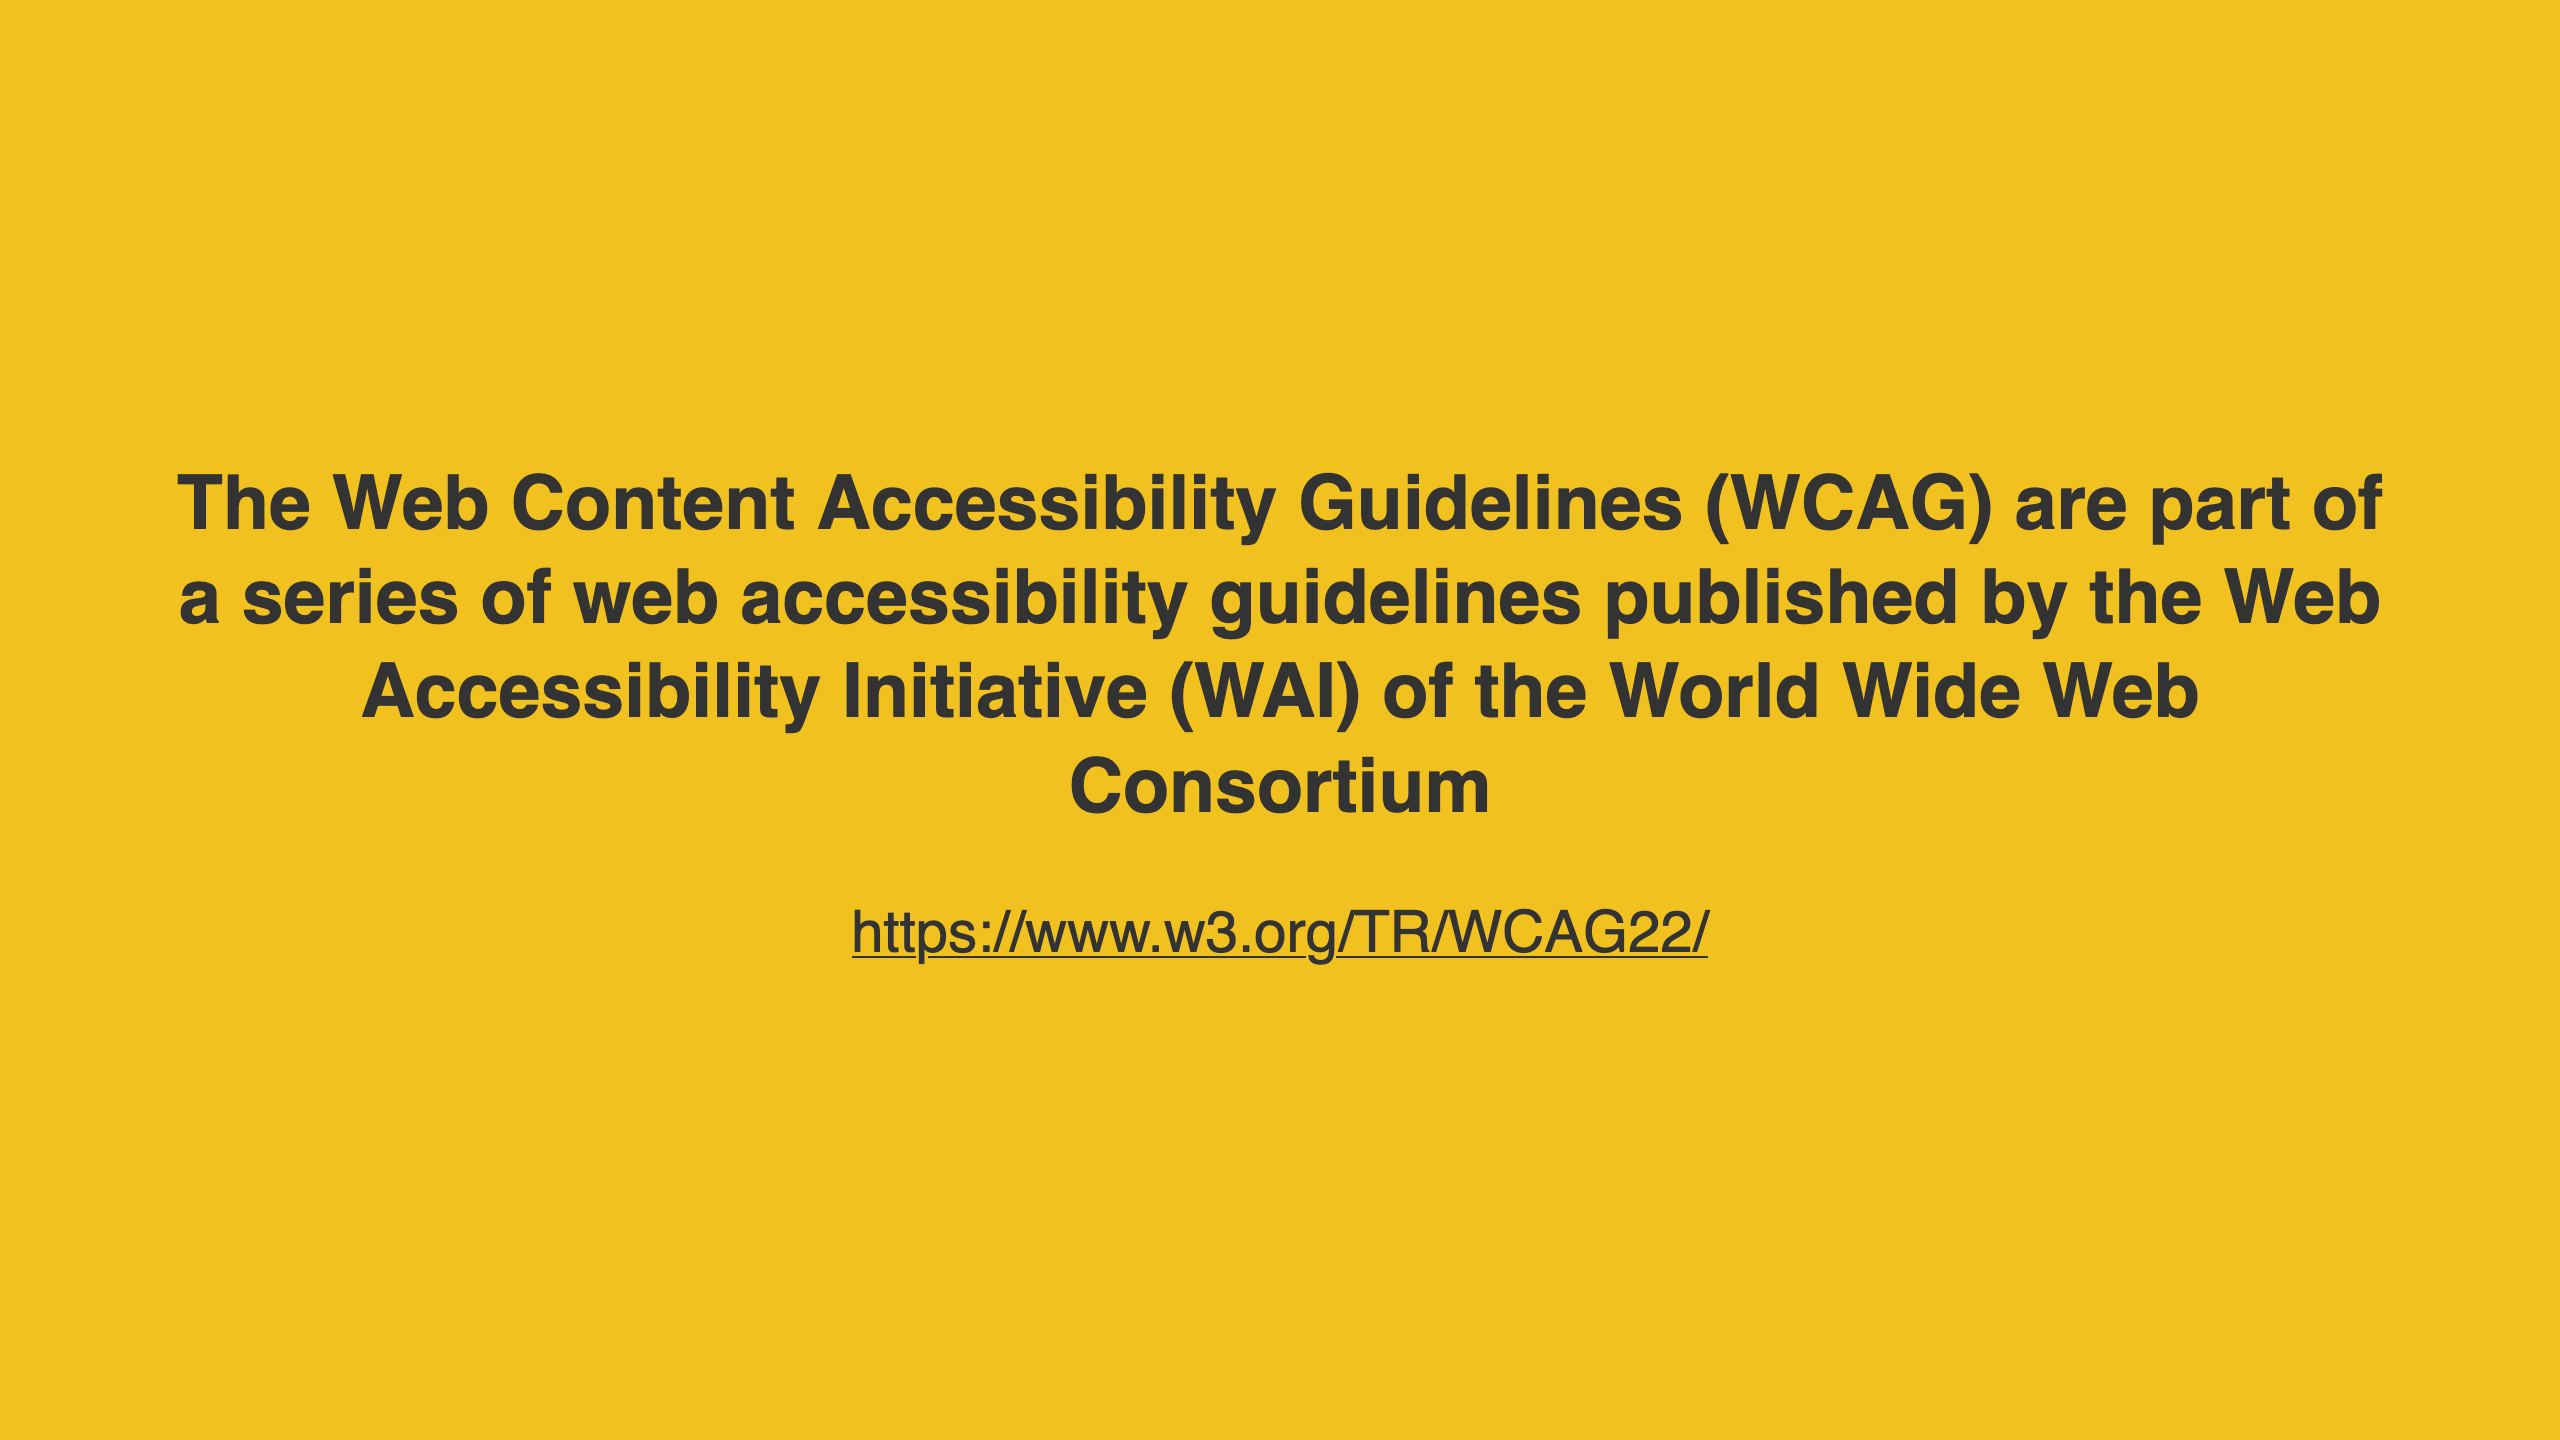 The Web Content Accessibility Guidelines (WCAG) are part of
a series of web accessibility guidelines published by the Web
Accessibility Initiative (WAI) of the World Wide Web
Consortium
https://www.w3.org/TR/WCAG22/